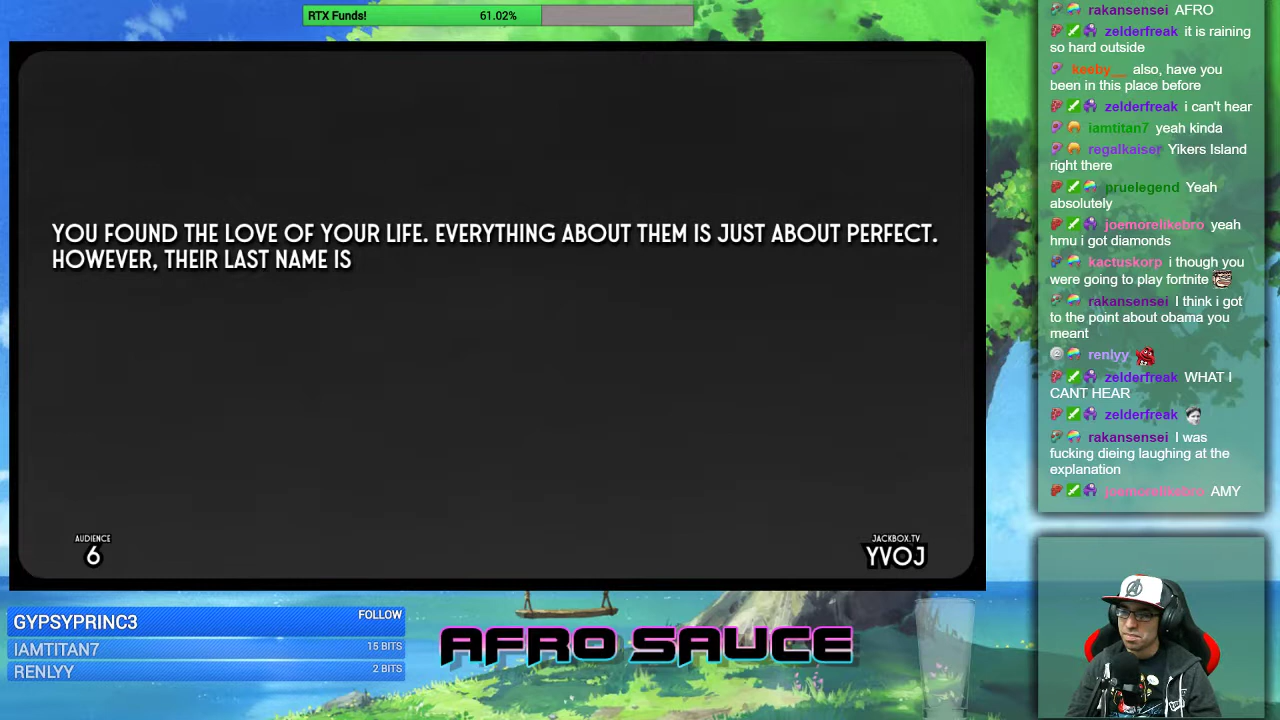 RTX Funds! 61.02%
YOU FOUND THE LOVE OF YOUR LIFE. EVERYTHING ABOUT THEM IS JUST ABOUT PERFECT.
HOWEVER, THEIR LAST NAME IS
AUDIENCE
6
JACKBOX.TV
YVOJ
GYPSYPRINC3 FOLLOW
IAMTITAN7 15 BITS
RENLYY 2 BITS
AFRO SAUCE
rakansensei AFRO
zelderfreak it is raining
so hard outside
keeby__ also, have you
been in this place before
zelderfreak i can't hear
iamtitan7 yeah kinda
regalkaiser Yikers Island
right there
pruelegend Yeah
absolutely
joemorelikebro yeah
hmu i got diamonds
kactuskorp i though you
were going to play fortnite
rakansensei I think i got
to the point about obama you
meant
renlyy
zelderfreak WHAT I
CANT HEAR
zelderfreak
rakansensei I was
fucking dieing laughing at the
explanation
joemorelikebro AMY